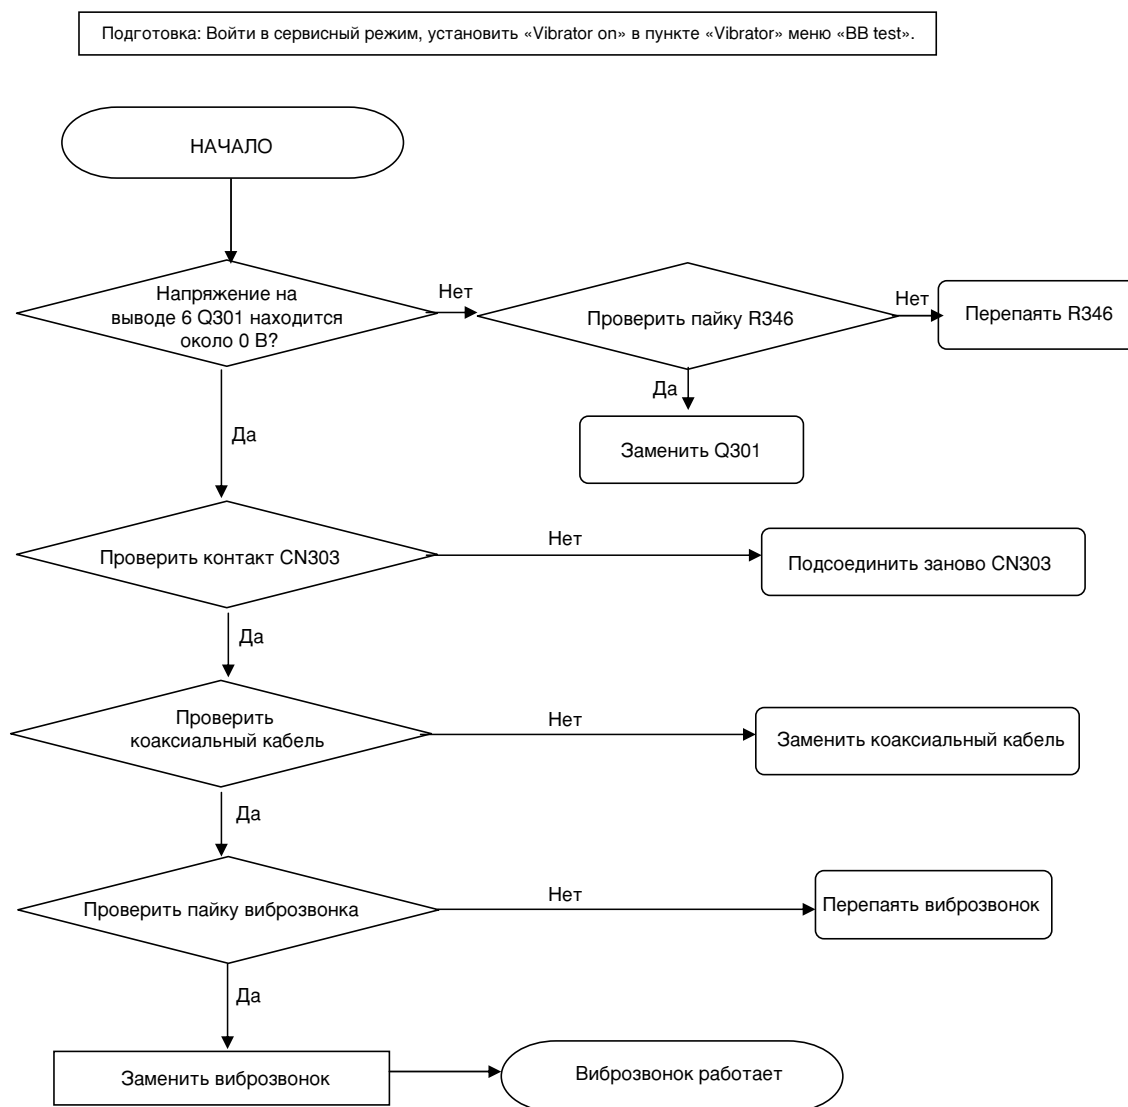 Подготовка: Войти в сервисный режим, установить «Vibrator on» в пункте «Vibrator» меню «BB test».
НАЧАЛО
Напряжение на
выводе 6 Q301 находится
около 0 В?
Нет
Проверить пайку R346
Нет
Перепаять R346
Да
Заменить Q301
Да
Проверить контакт CN303
Нет
Подсоединить заново CN303
Да
Проверить
коаксиальный кабель
Нет
Заменить коаксиальный кабель
Да
Проверить пайку виброзвонка
Нет
Перепаять виброзвонок
Да
Заменить виброзвонок
Виброзвонок работает